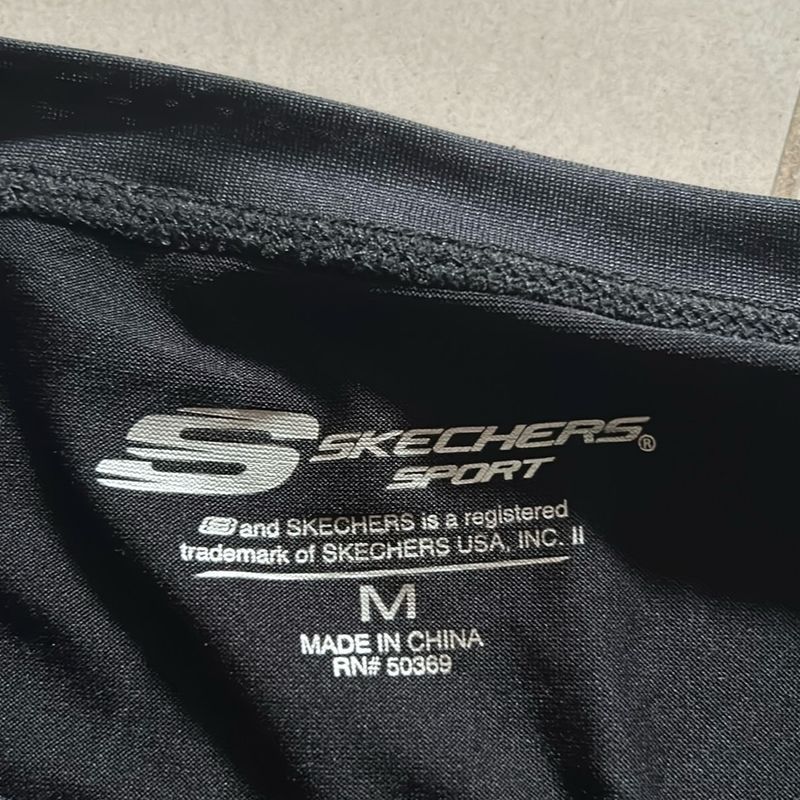 S SKECHERS®
SPORT
S and SKECHERS is a registered
trademark of SKECHERS USA, INC. II
M
MADE IN CHINA
RN# 50369